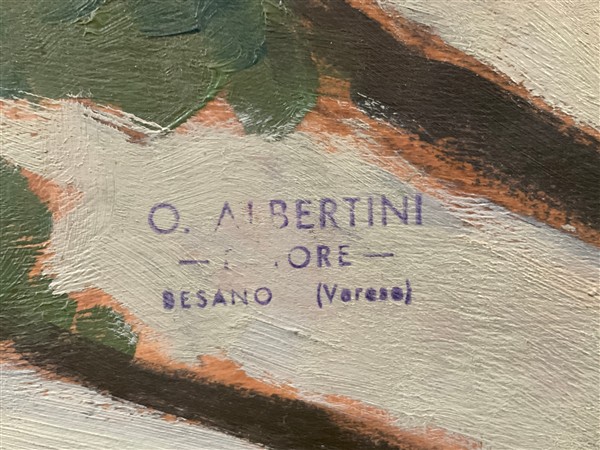 O. ALBERTINI
BESANO (Varese)